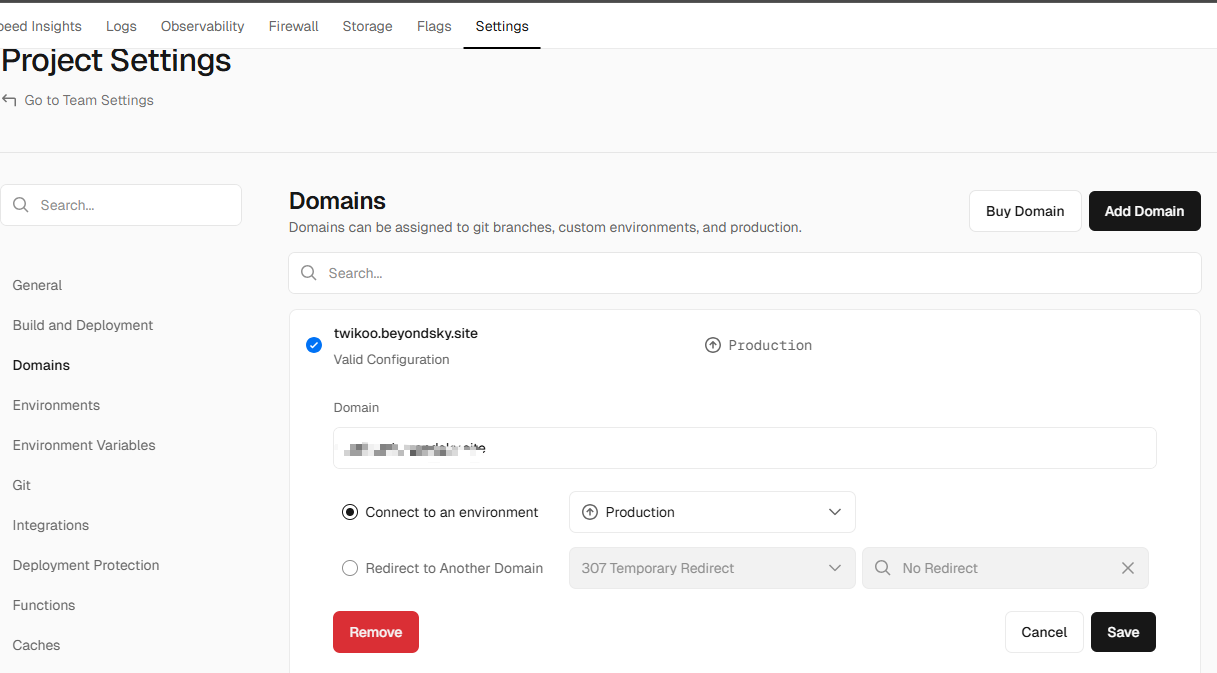 peed Insights Logs Observability Firewall Storage Flags Settings
Project Settings
Go to Team Settings
Search...
General
Build and Deployment
Domains
Environments
Environment Variables
Git
Integrations
Deployment Protection
Functions
Caches
Domains
Domains can be assigned to git branches, custom environments, and production.
Buy Domain
Add Domain
Search...
twikoo.beyondsky.site
Valid Configuration
Production
Domain
Connect to an environment
Production
Redirect to Another Domain
307 Temporary Redirect
No Redirect
Remove
Cancel
Save